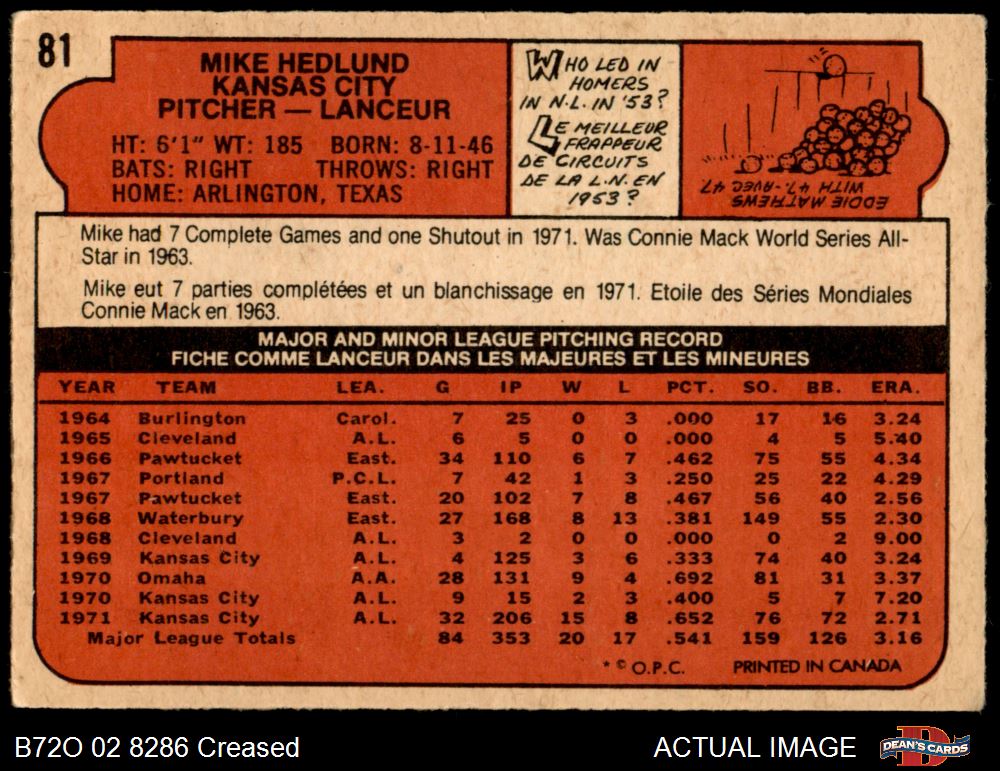 81
MIKE HEDLUND
KANSAS CITY
PITCHER — LANCEUR
HT: 6'1" WT: 185 BORN: 8-11-46
BATS: RIGHT THROWS: RIGHT
HOME: ARLINGTON, TEXAS
WHO LED IN
HOMERS
IN N.L. IN '53?
LE MEILLEUR
FRAPPEUR
DE CIRCUITS
DE LA L.N. EN
1953?
EDDIE MATHEWS
WITH 47.-AVEC 47
Mike had 7 Complete Games and one Shutout in 1971. Was Connie Mack World Series All-
Star in 1963.
Mike eut 7 parties complétées et un blanchissage en 1971. Etoile des Séries Mondiales
Connie Mack en 1963.
MAJOR AND MINOR LEAGUE PITCHING RECORD
FICHE COMME LANCEUR DANS LES MAJEURES ET LES MINEURES
YEAR TEAM LEA. G IP W L PCT. SO. BB. ERA.
1964 Burlington Carol. 7 25 0 3 .000 17 16 3.24
1965 Cleveland A.L. 6 5 0 0 .000 4 5 5.40
1966 Pawtucket East. 34 110 6 7 .462 75 55 4.34
1967 Portland P.C.L. 7 42 1 3 .250 25 22 4.29
1967 Pawtucket East. 20 102 7 8 .467 56 40 2.56
1968 Waterbury East. 27 168 8 13 .381 149 55 2.30
1968 Cleveland A.L. 3 2 0 0 .000 0 2 9.00
1969 Kansas City A.L. 4 125 3 6 .333 74 40 3.24
1970 Omaha A.A. 28 131 9 4 .692 81 31 3.37
1970 Kansas City A.L. 9 15 2 3 .400 5 7 7.20
1971 Kansas City A.L. 32 206 15 8 .652 76 72 2.71
Major League Totals 84 353 20 17 .541 159 126 3.16
* © O.P.C. PRINTED IN CANADA
B72O 02 8286 Creased ACTUAL IMAGE
DEAN'S CARDS